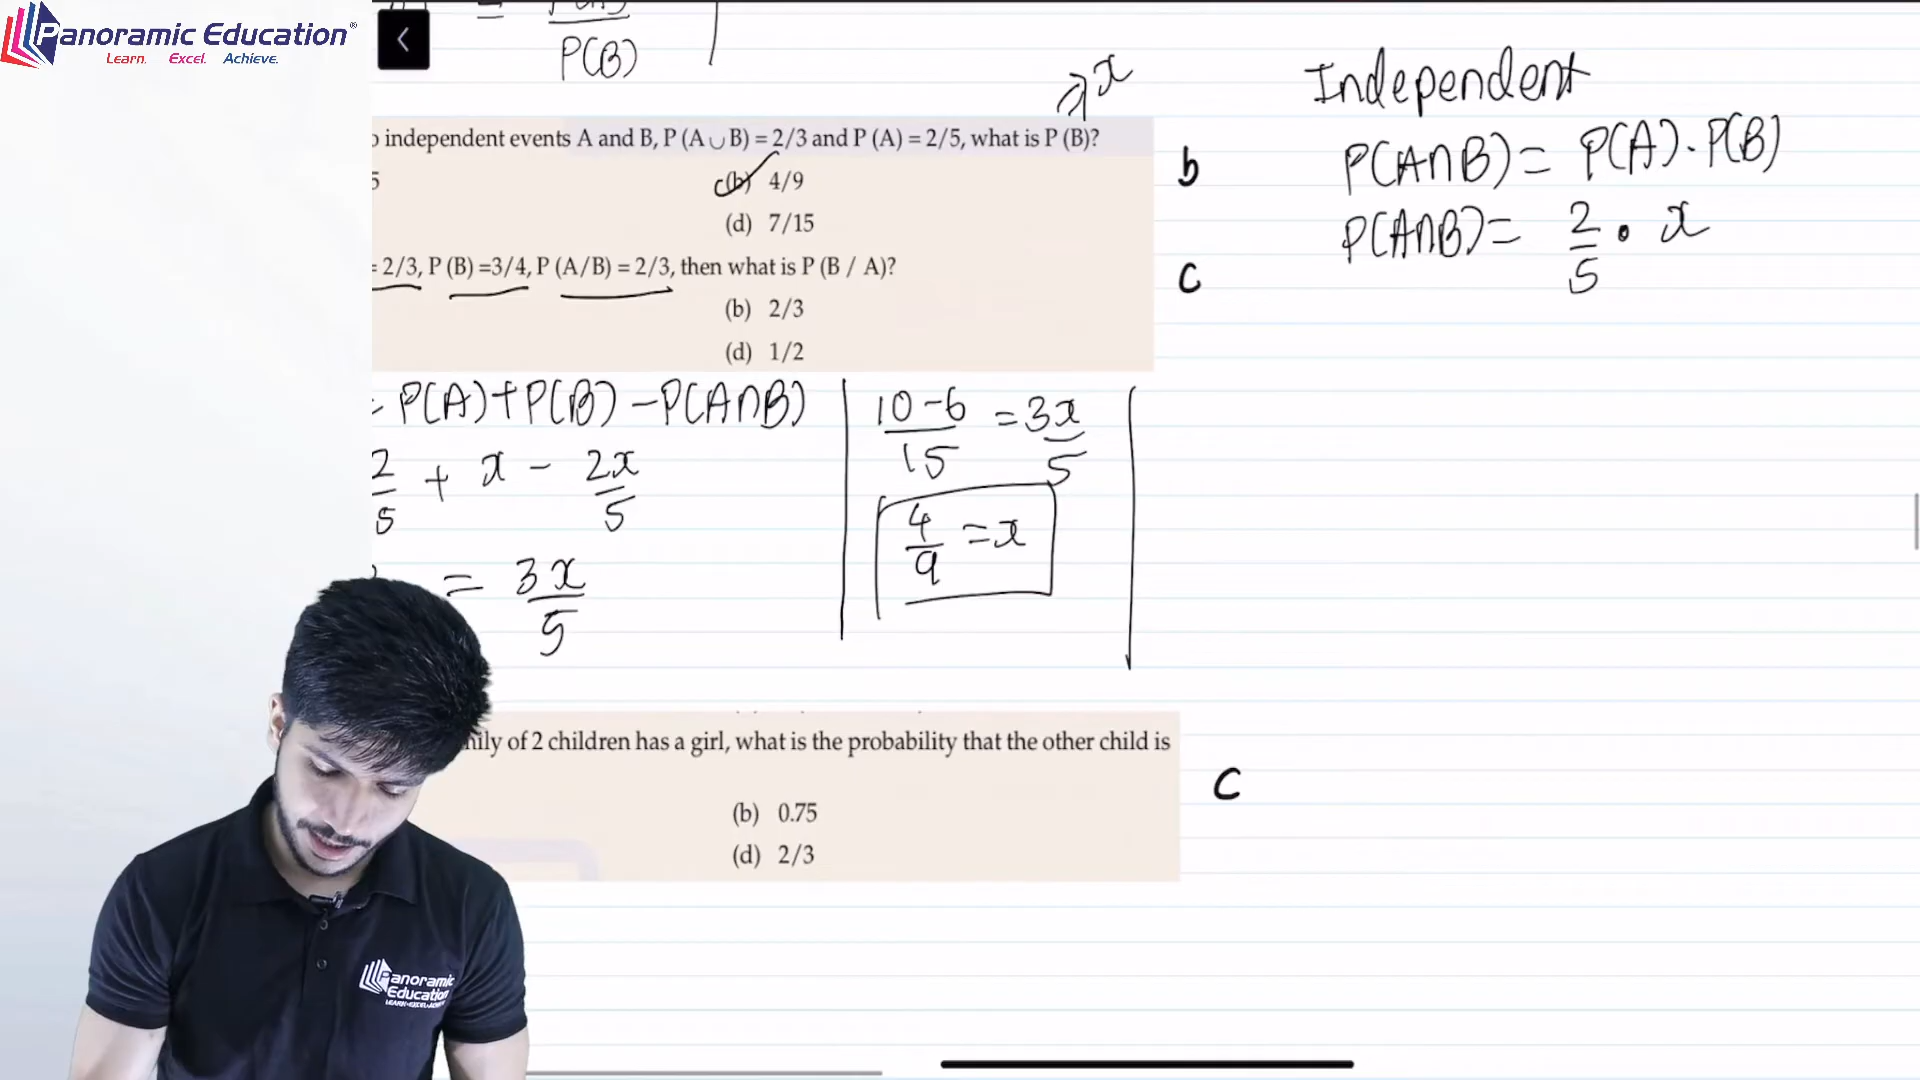 Panoramic Education®
Learn. Excel. Achieve.
P(B)
x
independent events A and B, P (A ∪ B) = 2/3 and P (A) = 2/5, what is P (B)?
(b) 4/9
(d) 7/15
b
= 2/3, P (B) =3/4, P (A/B) = 2/3, then what is P (B / A)?
(b) 2/3
(d) 1/2
c
Independent
P(A∩B) = P(A) . P(B)
P(A∩B) = 2/5 . x
= P(A) + P(B) - P(A∩B)
2/5 + x - 2x/5
= 3x/5
10-6/15 = 3x/5
4/9 = x
of 2 children has a girl, what is the probability that the other child is
(b) 0.75
(d) 2/3
C
Panoramic
Education